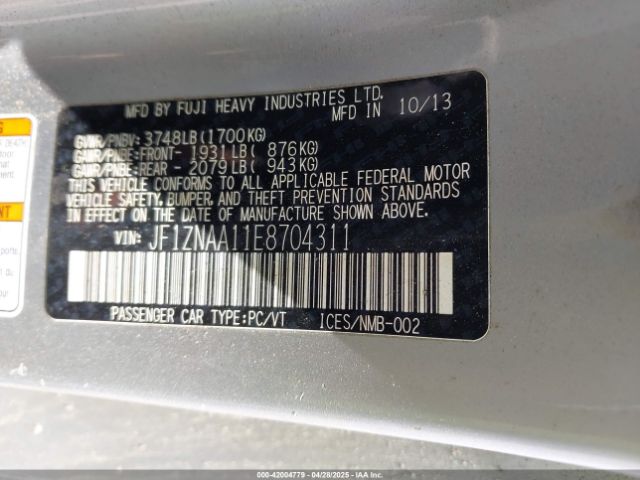 MFD BY FUJI HEAVY INDUSTRIES LTD.
MFD IN 10/13
GVWR/PNBV: 3748LB(1700KG)
GAWR/PNBE:FRONT- 1931LB( 876KG)
GAWR/PNBE:REAR - 2079LB( 943KG)
THIS VEHICLE CONFORMS TO ALL APPLICABLE FEDERAL MOTOR
VEHICLE SAFETY, BUMPER, AND THEFT PREVENTION STANDARDS
IN EFFECT ON THE DATE OF MANUFACTURE SHOWN ABOVE.
VIN: JF1ZNAA11E8704311
PASSENGER CAR TYPE:PC/VT ICES/NMB-002
000-42004779 | 04/28/2025 - IAA Inc.